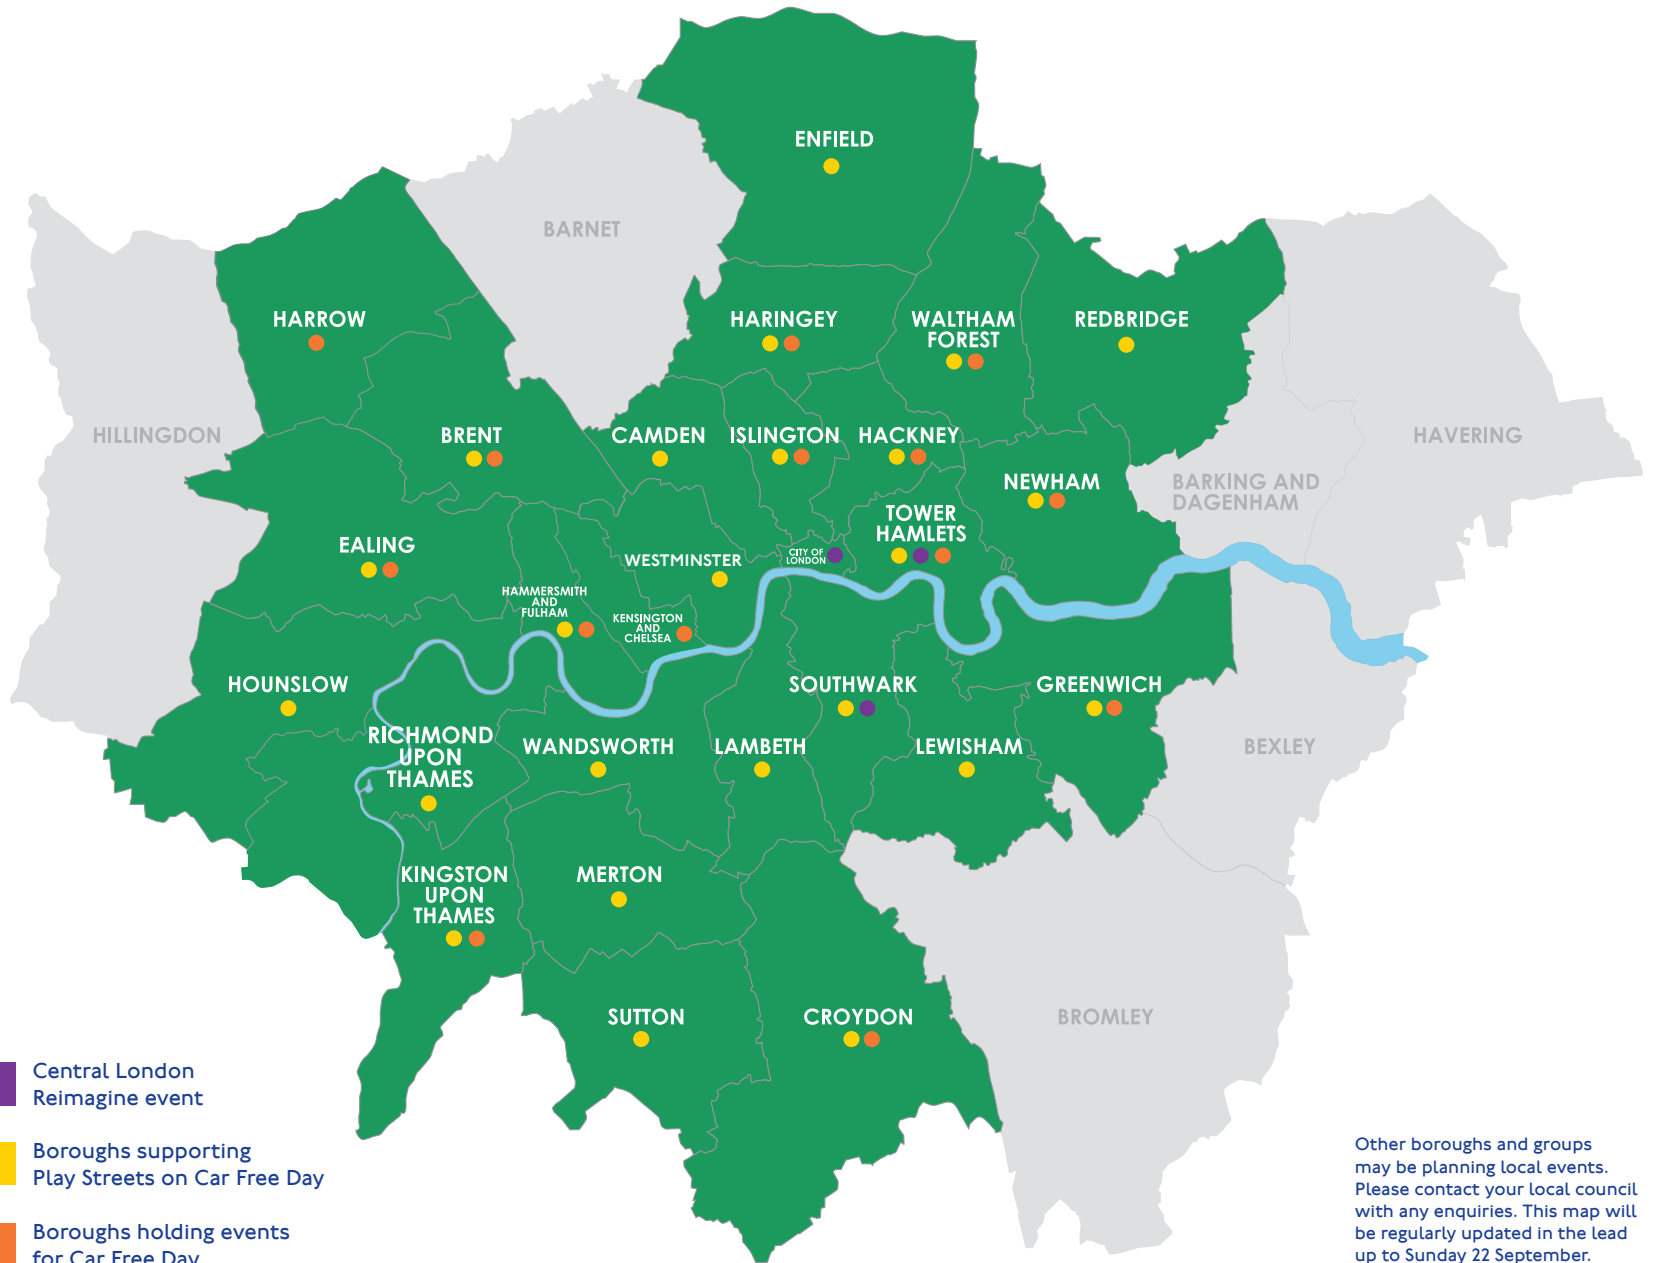 ENFIELD
BARNET
HARROW
HARINGEY
WALTHAM
FOREST
REDBRIDGE
HILLINGDON
BRENT
CAMDEN
ISLINGTON
HACKNEY
HAVERING
NEWHAM
BARKING AND
DAGENHAM
TOWER
HAMLETS
EALING
WESTMINSTER
CITY OF
LONDON
HAMMERSMITH
AND
FULHAM
KENSINGTON
AND
CHELSEA
HOUNSLOW
SOUTHWARK
GREENWICH
RICHMOND
UPON
THAMES
WANDSWORTH
LAMBETH
LEWISHAM
BEXLEY
KINGSTON
UPON
THAMES
MERTON
SUTTON
CROYDON
BROMLEY
Central London
Reimagine event
Boroughs supporting
Play Streets on Car Free Day
Boroughs holding events
for Car Free Day
Other boroughs and groups
may be planning local events.
Please contact your local council
with any enquiries. This map will
be regularly updated in the lead
up to Sunday 22 September.